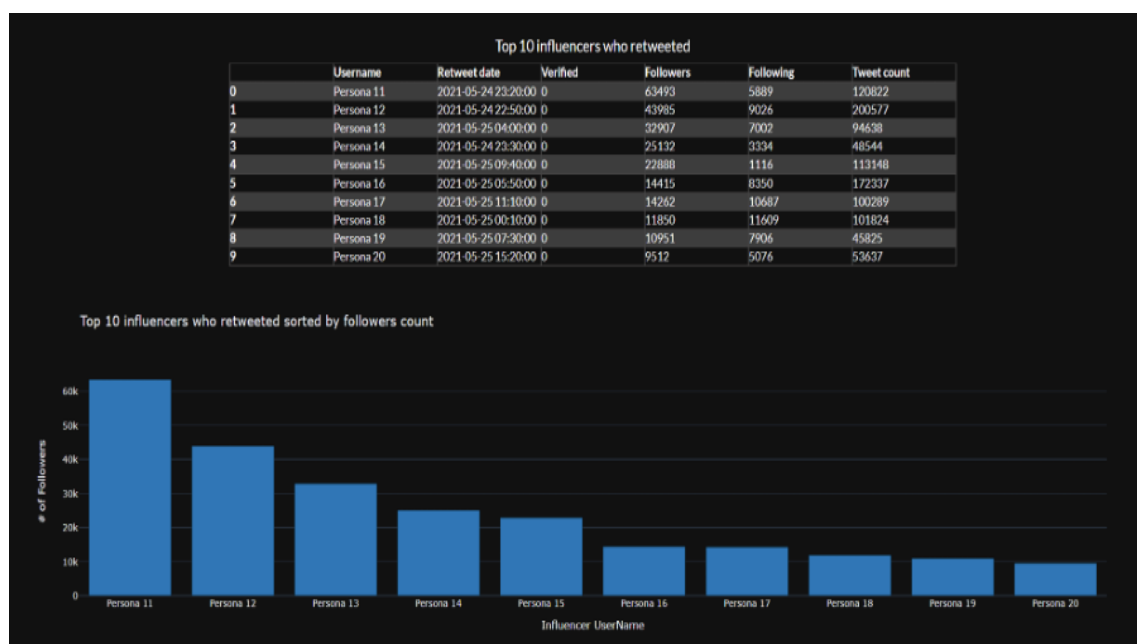 Top 10 influencers who retweeted
Username Retweet date Verified Followers Following Tweet count
0 Persona 11 2021-05-24 23:20:00 0 63493 5889 120822
1 Persona 12 2021-05-24 22:50:00 0 43985 9026 200577
2 Persona 13 2021-05-25 04:00:00 0 32907 7002 94638
3 Persona 14 2021-05-24 23:30:00 0 25132 3334 48544
4 Persona 15 2021-05-25 09:40:00 0 22888 1116 113148
5 Persona 16 2021-05-25 05:50:00 0 14415 8350 172337
6 Persona 17 2021-05-25 11:10:00 0 14262 10687 100289
7 Persona 18 2021-05-25 00:10:00 0 11850 11609 101824
8 Persona 19 2021-05-25 07:30:00 0 10951 7906 45825
9 Persona 20 2021-05-25 15:20:00 0 9512 5076 53637
Top 10 influencers who retweeted sorted by followers count
# of Followers
60k
50k
40k
30k
20k
10k
0
Persona 11 Persona 12 Persona 13 Persona 14 Persona 15 Persona 16 Persona 17 Persona 18 Persona 19 Persona 20
Influencer UserName